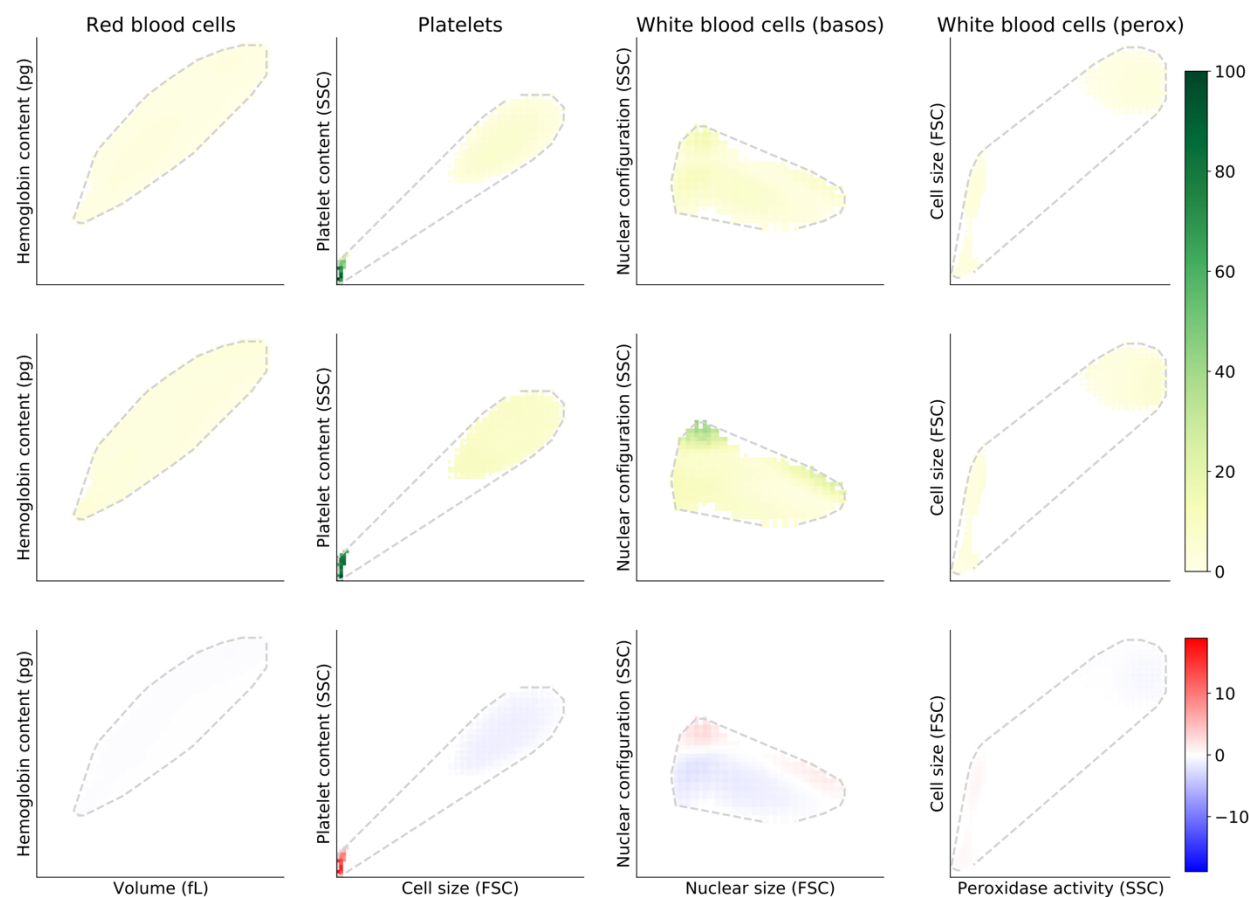 Red blood cells
Platelets
White blood cells (basos)
White blood cells (perox)
Hemoglobin content (pg)
Platelet content (SSC)
Nuclear configuration (SSC)
Cell size (FSC)
100
80
60
40
20
0
Hemoglobin content (pg)
Platelet content (SSC)
Nuclear configuration (SSC)
Cell size (FSC)
Hemoglobin content (pg)
Platelet content (SSC)
Nuclear configuration (SSC)
Cell size (FSC)
10
0
−10
Volume (fL)
Cell size (FSC)
Nuclear size (FSC)
Peroxidase activity (SSC)